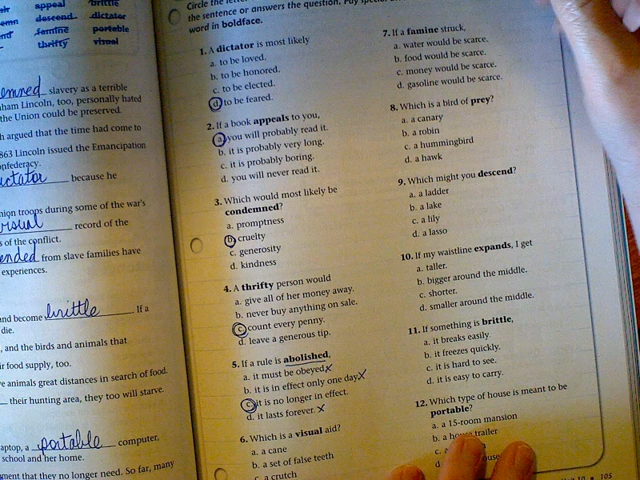 appeal brittle
descend dictator
famine portable
thrifty visual
slavery as a terrible
Lincoln, too, personally hated
the Union could be preserved.
argued that the time had come to
Lincoln issued the Emancipation
dictator because he
troops during some of the war's
visual record of the
s of the conflict.
from slave families have
experiences.
and become brittle. If a
die.
, and the birds and animals that
food supply, too.
animals great distances in search of food.
their hunting area, they too will starve.
a portable computer,
school and her home.
that they no longer need. So far, many
Circle the
the sentence or answers the question.
word in boldface.
1. A dictator is most likely
a. to be loved.
b. to be honored.
c. to be elected.
d. to be feared.
2. If a book appeals to you,
a. you will probably read it.
b. it is probably very long.
c. it is probably boring.
d. you will never read it.
3. Which would most likely be
condemned?
a. promptness
b. cruelty
c. generosity
d. kindness
4. A thrifty person would
a. give all of her money away.
b. never buy anything on sale.
c. count every penny.
d. leave a generous tip.
5. If a rule is abolished,
a. it must be obeyed. x
b. it is in effect only one day. x
c. it is no longer in effect.
d. it lasts forever. x
6. Which is a visual aid?
a. a cane
b. a set of false teeth
c. a crutch
7. If a famine struck,
a. water would be scarce.
b. food would be scarce.
c. money would be scarce.
d. gasoline would be scarce.
8. Which is a bird of prey?
a. a canary
b. a robin
c. a hummingbird
d. a hawk
9. Which might you descend?
a. a ladder
b. a lake
c. a lily
d. a lasso
10. If my waistline expands, I get
a. taller.
b. bigger around the middle.
c. shorter.
d. smaller around the middle.
11. If something is brittle,
a. it breaks easily.
b. it freezes quickly.
c. it is hard to see.
d. it is easy to carry.
12. Which type of house is meant to be
portable?
a. a 15-room mansion
b. a house trailer
c. a
d.
105